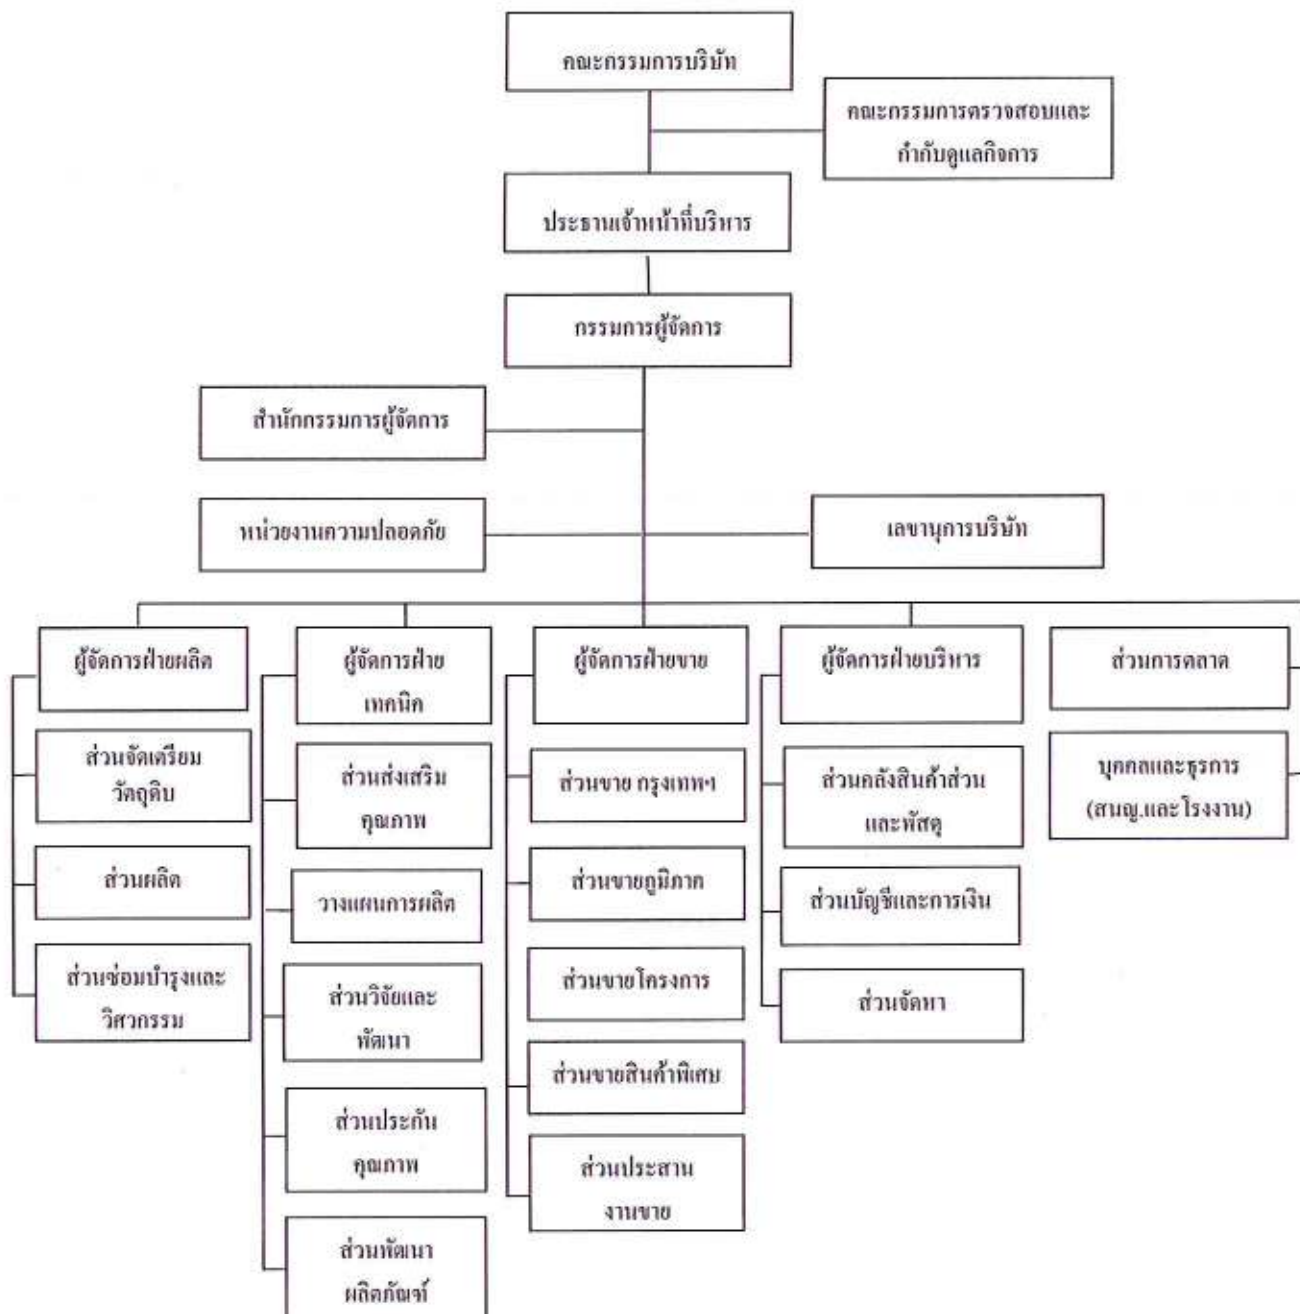 คณะกรรมการบริษัท
คณะกรรมการตรวจสอบและ
กำกับดูแลกิจการ
ประธานเจ้าหน้าที่บริหาร
กรรมการผู้จัดการ
สำนักกรรมการผู้จัดการ
หน่วยงานความปลอดภัย
เลขานุการบริษัท
ผู้จัดการฝ่ายผลิต
ส่วนจัดเตรียม
วัตถุดิบ
ส่วนผลิต
ส่วนซ่อมบำรุงและ
วิศวกรรม
ผู้จัดการฝ่าย
เทคนิค
ส่วนส่งเสริม
คุณภาพ
วางแผนการผลิต
ส่วนวิจัยและ
พัฒนา
ส่วนประกัน
คุณภาพ
ส่วนพัฒนา
ผลิตภัณฑ์
ผู้จัดการฝ่ายขาย
ส่วนขาย กรุงเทพฯ
ส่วนขายภูมิภาค
ส่วนขายโครงการ
ส่วนขายสินค้าพิเศษ
ส่วนประสาน
งานขาย
ผู้จัดการฝ่ายบริหาร
ส่วนคลังสินค้าส่วน
และพัสดุ
ส่วนบัญชีและการเงิน
ส่วนจัดหา
ส่วนการตลาด
บุคคลและธุรการ
(สนญ.และโรงงาน)